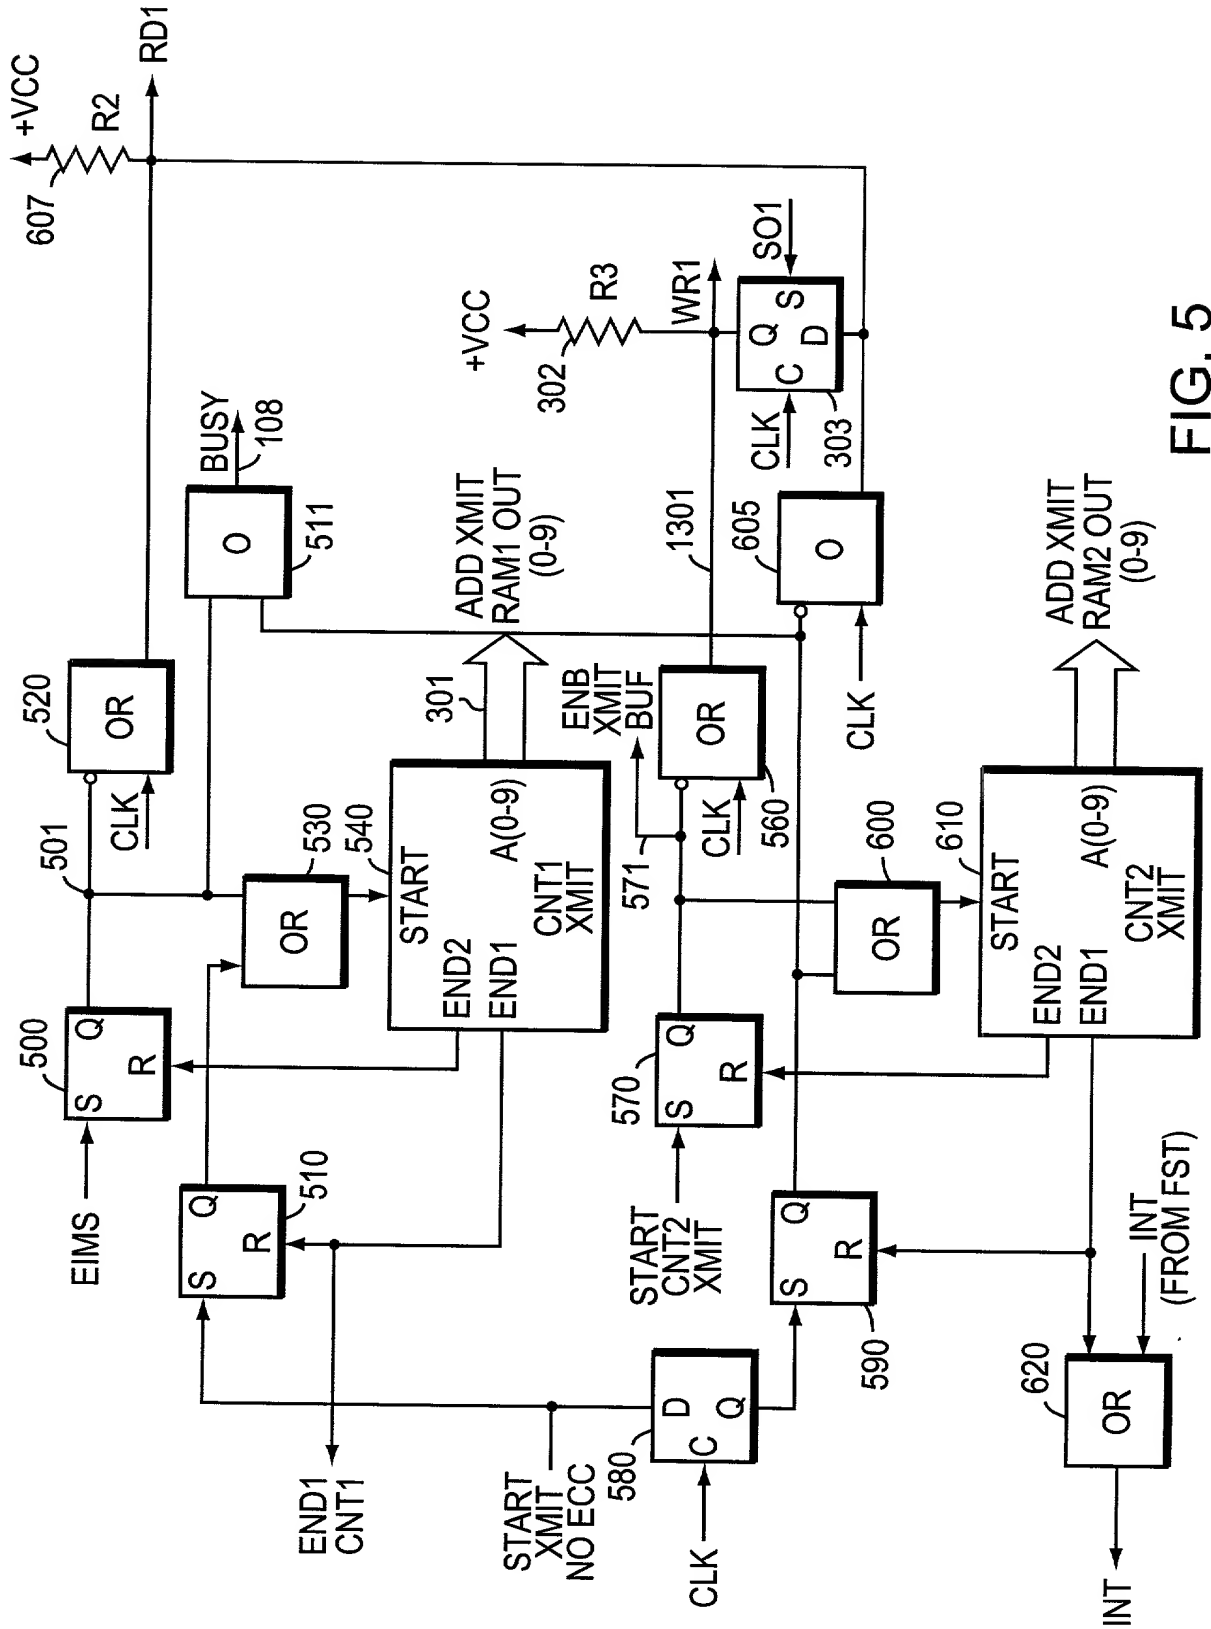 +VCC
607
R2
RD1
520
OR
CLK
501
BUSY
108
O
511
500
S
Q
R
EIMS
530
OR
540
START
END2
END1
A(0-9)
CNT1
XMIT
301
ADD XMIT
RAM1 OUT
(0-9)
510
S
Q
R
END1
CNT1
START
XMIT
NO ECC
+VCC
302
R3
WR1
Q
S
C
D
SO1
CLK
303
1301
ENB
XMIT
BUF
571
OR
CLK
560
605
O
CLK
570
S
Q
R
START
CNT2
XMIT
600
OR
610
START
END2
END1
A(0-9)
CNT2
XMIT
ADD XMIT
RAM2 OUT
(0-9)
580
D
C
Q
CLK
S
Q
R
590
620
OR
INT
(FROM FST)
INT
FIG. 5